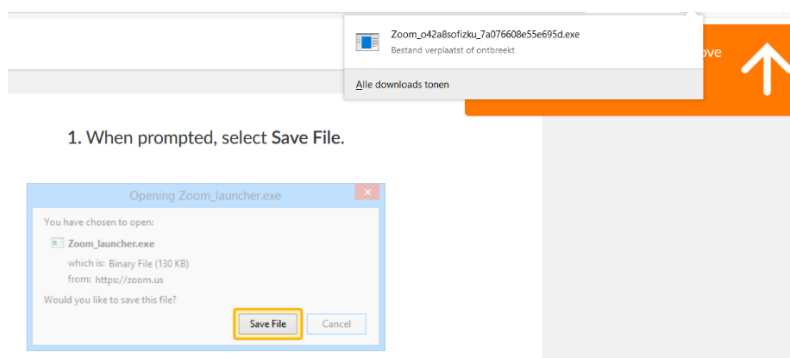 Zoom_o42a8sofizku_7a076608e55e695d.exe
Bestand verplaatst of ontbreekt
ove
Alle downloads tonen
1. When prompted, select Save File.
Opening Zoom_launcher.exe
You have chosen to open:
Zoom_launcher.exe
which is: Binary File (130 KB)
from: https://zoom.us
Would you like to save this file?
Save File Cancel